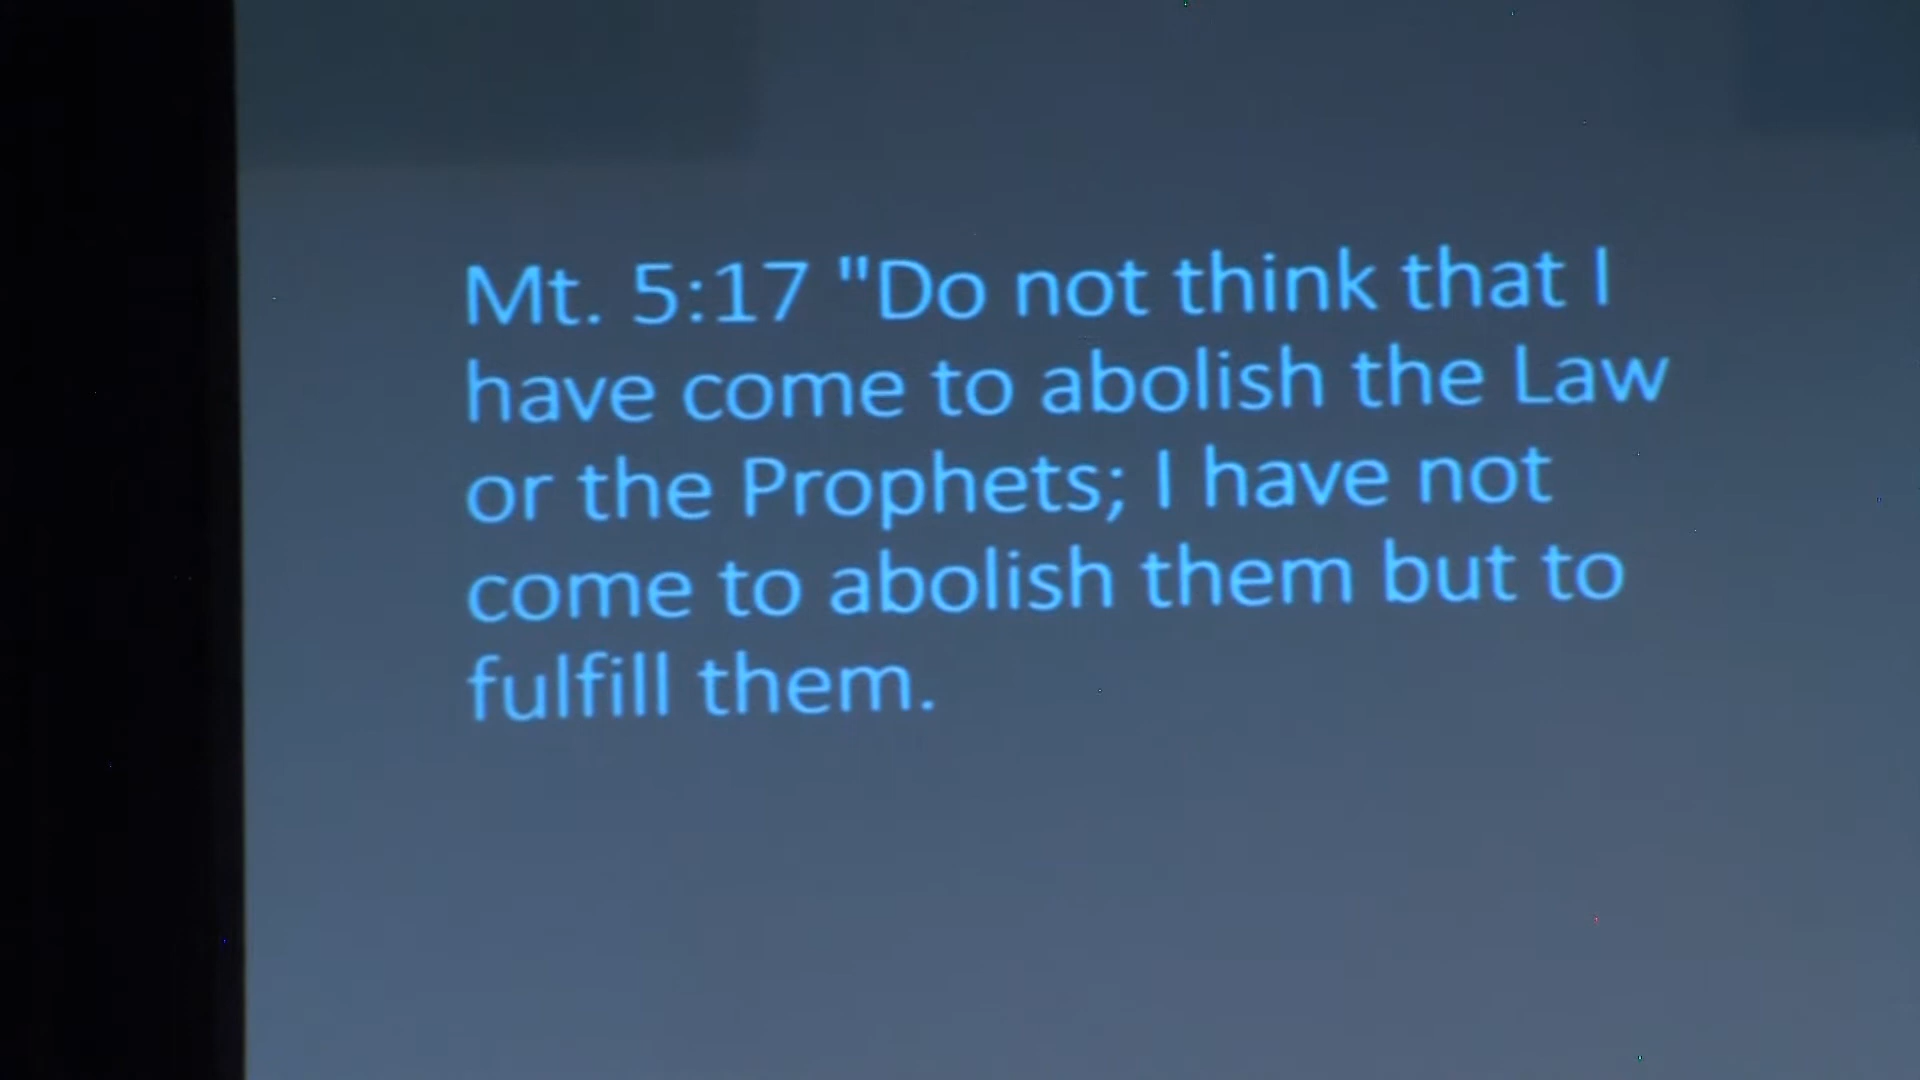 Mt. 5:17 "Do not think that I
have come to abolish the Law
or the Prophets; I have not
come to abolish them but to
fulfill them.